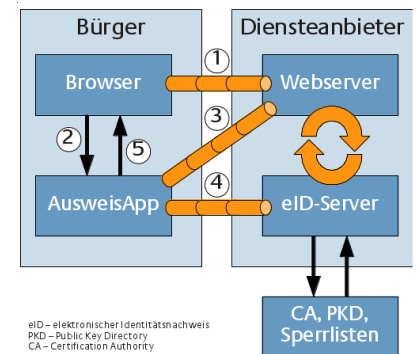 Bürger
Diensteanbieter
Browser
1
Webserver
2
5
3
AusweisApp
4
eID-Server
CA, PKD,
Sperrlisten
eID – elektronischer Identitätsnachweis
PKD – Public Key Directory
CA – Certification Authority